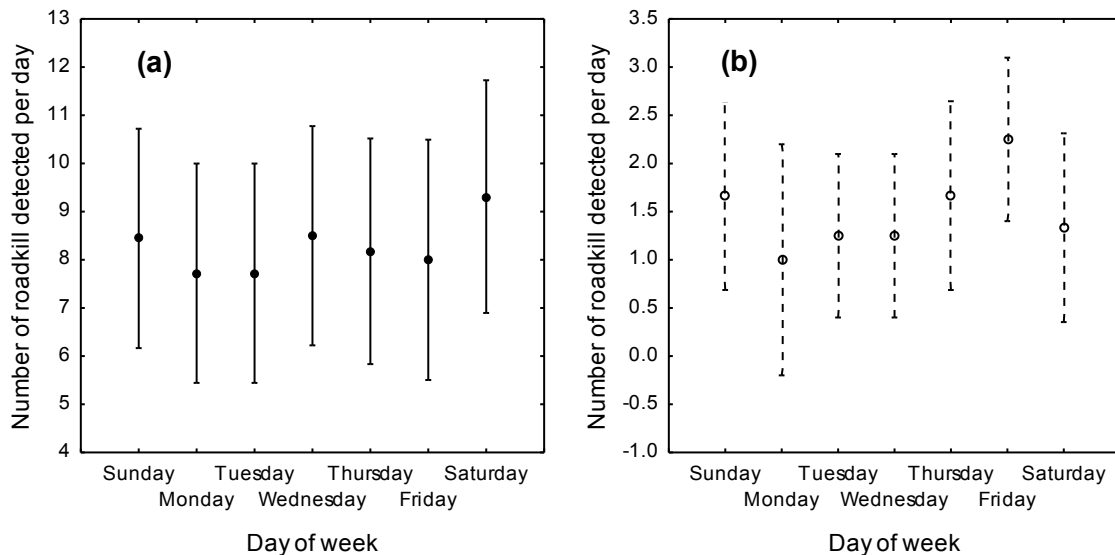 Number of roadkill detected per day
13
12
11
10
9
8
7
6
5
4
(a)
Sunday Tuesday Thursday Saturday
Monday Wednesday Friday
Day of week
Number of roadkill detected per day
3.5
3.0
2.5
2.0
1.5
1.0
0.5
0.0
-0.5
-1.0
(b)
Sunday Tuesday Thursday Saturday
Monday Wednesday Friday
Day of week